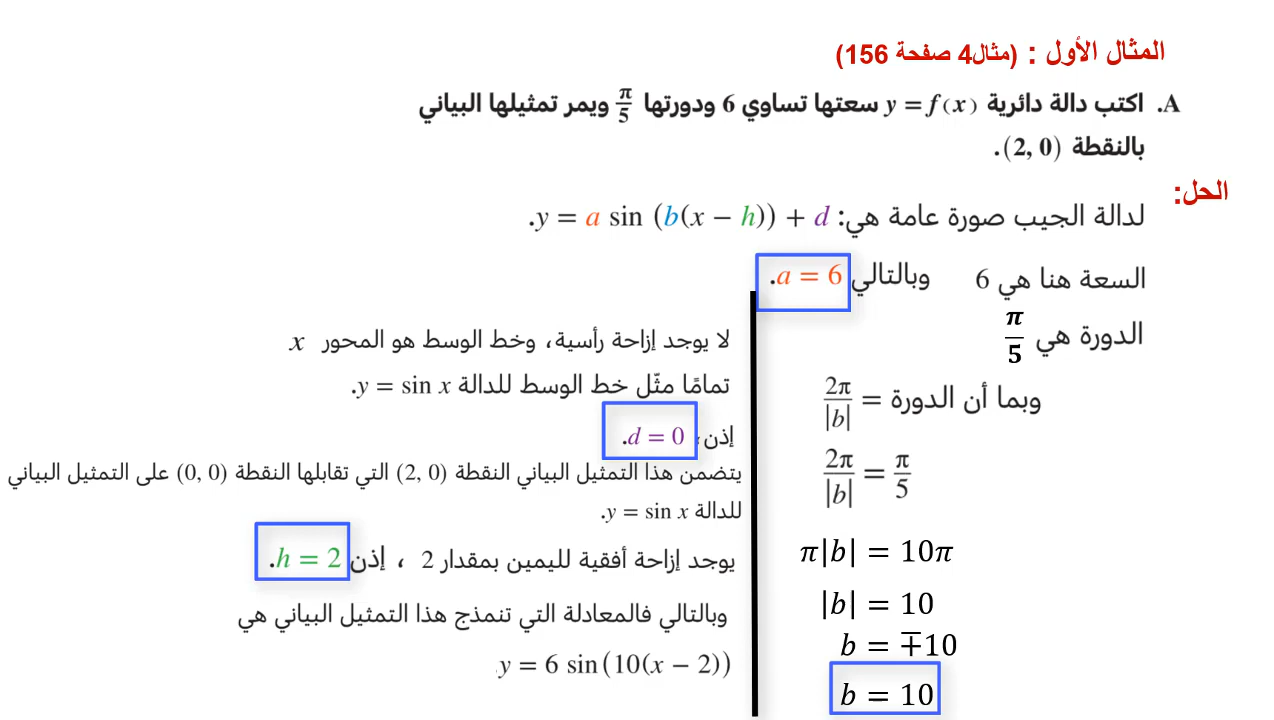 المثال الأول : (مثال4 صفحة 156)
A. اكتب دالة دائرية y = f(x) سعتها تساوي 6 ودورتها π/5 ويمر تمثيلها البياني
بالنقطة (2, 0).
الحل:
لدالة الجيب صورة عامة هي: y = a sin (b(x − h)) + d.
السعة هنا هي 6 وبالتالي a = 6.
الدورة هي π/5
وبما أن الدورة = 2π/|b|
2π/|b| = π/5
π|b| = 10π
|b| = 10
b = ∓10
b = 10
لا يوجد إزاحة رأسية، وخط الوسط هو المحور x
تمامًا مثّل خط الوسط للدالة y = sin x.
إذن، d = 0.
يتضمن هذا التمثيل البياني النقطة (2, 0) التي تقابلها النقطة (0, 0) على التمثيل البياني
للدالة y = sin x.
يوجد إزاحة أفقية لليمين بمقدار 2 ، إذن h = 2.
وبالتالي فالمعادلة التي تنمذج هذا التمثيل البياني هي
y = 6 sin(10(x − 2))